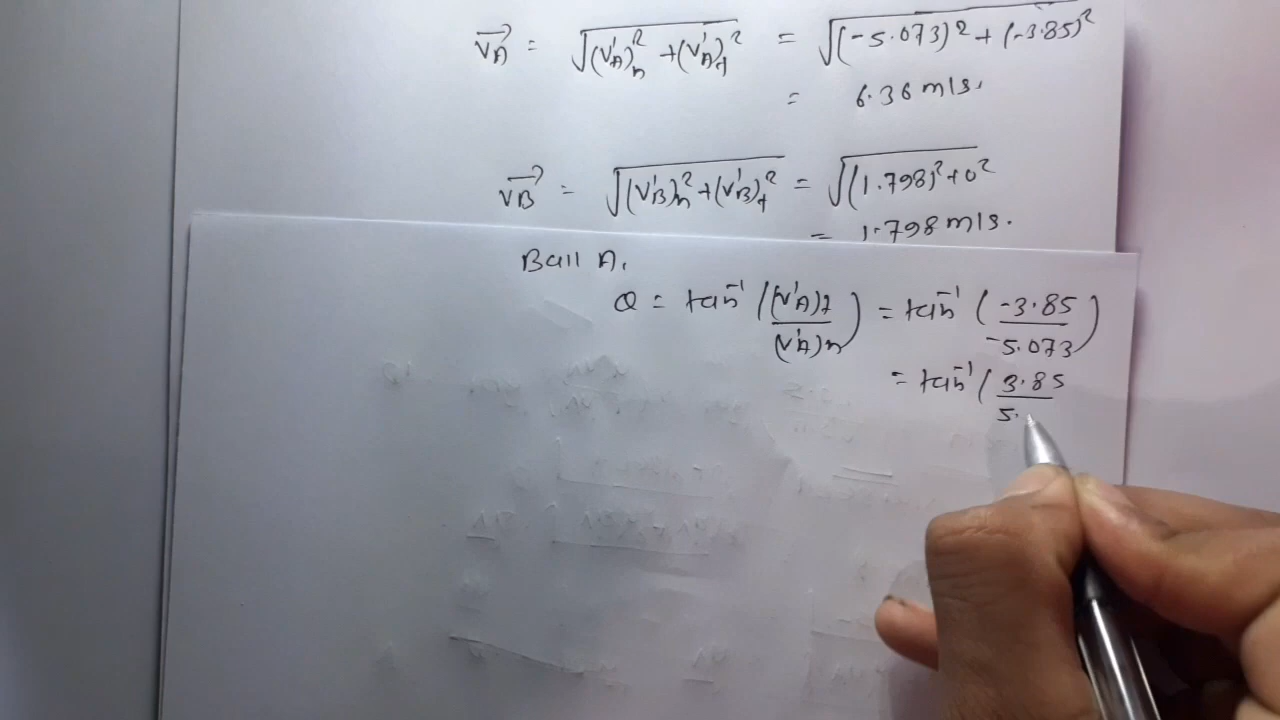 →VA = √((V'A)n² + (V'A)t²) = √((-5.073)² + (-3.85)²)
= 6.36 m/s.
→VB = √((V'B)n² + (V'B)t²) = √((1.798)² + 0²)
= 1.798 m/s.
Ball A,
θ = tan⁻¹((V'A)t/(V'A)n) = tan⁻¹(-3.85/-5.073)
= tan⁻¹(3.85/5.